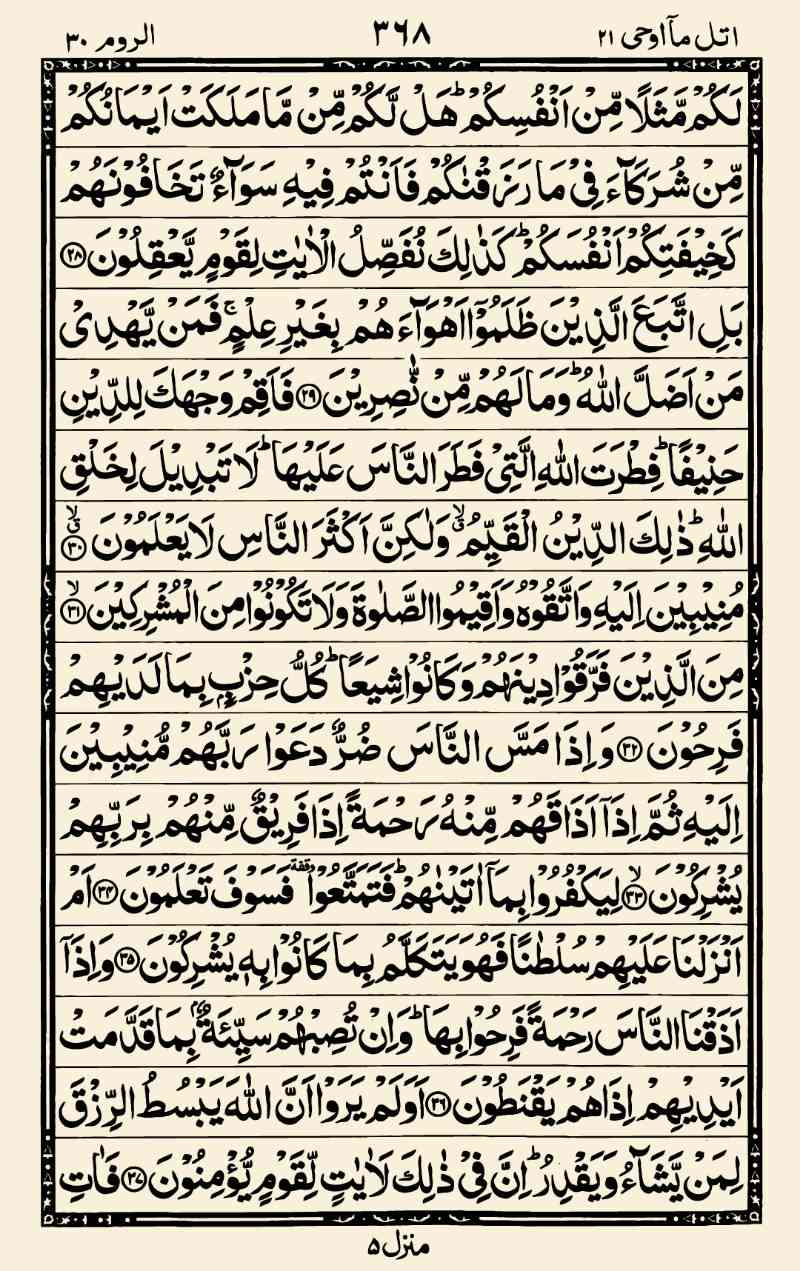 اتل مآ اوحی ٢١ ٣٦٨ الروم ٣٠
لَكُمْ مَّثَلًا مِّنْ اَنْفُسِكُمْ ؕ هَلْ لَّكُمْ مِّنْ مَّا مَلَكَتْ اَيْمَانُكُمْ
مِّنْ شُرَكَآءَ فِيْ مَا رَزَقْنٰكُمْ فَاَنْتُمْ فِيْهِ سَوَآءٌ تَخَافُوْنَهُمْ
كَخِيْفَتِكُمْ اَنْفُسَكُمْ ؕ كَذٰلِكَ نُفَصِّلُ الْاٰيٰتِ لِقَوْمٍ يَّعْقِلُوْنَ ﴿٢٨﴾
بَلِ اتَّبَعَ الَّذِيْنَ ظَلَمُوْۤا اَهْوَآءَهُمْ بِغَيْرِ عِلْمٍ ۚ فَمَنْ يَّهْدِيْ
مَنْ اَضَلَّ اللّٰهُ ؕ وَمَا لَهُمْ مِّنْ نّٰصِرِيْنَ ﴿٢٩﴾ فَاَقِمْ وَجْهَكَ لِلدِّيْنِ
حَنِيْفًا ؕ فِطْرَتَ اللّٰهِ الَّتِيْ فَطَرَ النَّاسَ عَلَيْهَا ؕ لَا تَبْدِيْلَ لِخَلْقِ
اللّٰهِ ؕ ذٰلِكَ الدِّيْنُ الْقَيِّمُ ۙۗ وَلٰكِنَّ اَكْثَرَ النَّاسِ لَا يَعْلَمُوْنَ ﴿٣٠﴾ ۙۗ
مُنِيْبِيْنَ اِلَيْهِ وَاتَّقُوْهُ وَاَقِيْمُوا الصَّلٰوةَ وَلَا تَكُوْنُوْا مِنَ الْمُشْرِكِيْنَ ﴿٣١﴾ ۙ
مِنَ الَّذِيْنَ فَرَّقُوْا دِيْنَهُمْ وَكَانُوْا شِيَعًا ؕ كُلُّ حِزْبٍۭ بِمَا لَدَيْهِمْ
فَرِحُوْنَ ﴿٣٢﴾ وَاِذَا مَسَّ النَّاسَ ضُرٌّ دَعَوْا رَبَّهُمْ مُّنِيْبِيْنَ
اِلَيْهِ ثُمَّ اِذَاۤ اَذَاقَهُمْ مِّنْهُ رَحْمَةً اِذَا فَرِيْقٌ مِّنْهُمْ بِرَبِّهِمْ
يُشْرِكُوْنَ ﴿٣٣﴾ ۙ لِيَكْفُرُوْا بِمَاۤ اٰتَيْنٰهُمْ ؕ فَتَمَتَّعُوْا وقفة فَسَوْفَ تَعْلَمُوْنَ ﴿٣٤﴾ اَمْ
اَنْزَلْنَا عَلَيْهِمْ سُلْطٰنًا فَهُوَ يَتَكَلَّمُ بِمَا كَانُوْا بِهٖ يُشْرِكُوْنَ ﴿٣٥﴾ وَاِذَاۤ
اَذَقْنَا النَّاسَ رَحْمَةً فَرِحُوْا بِهَا ؕ وَاِنْ تُصِبْهُمْ سَيِّئَةٌۢ بِمَا قَدَّمَتْ
اَيْدِيْهِمْ اِذَا هُمْ يَقْنَطُوْنَ ﴿٣٦﴾ اَوَلَمْ يَرَوْا اَنَّ اللّٰهَ يَبْسُطُ الرِّزْقَ
لِمَنْ يَّشَآءُ وَيَقْدِرُ ؕ اِنَّ فِيْ ذٰلِكَ لَاٰيٰتٍ لِّقَوْمٍ يُّؤْمِنُوْنَ ﴿٣٧﴾ فَاٰتِ
منزل ٥